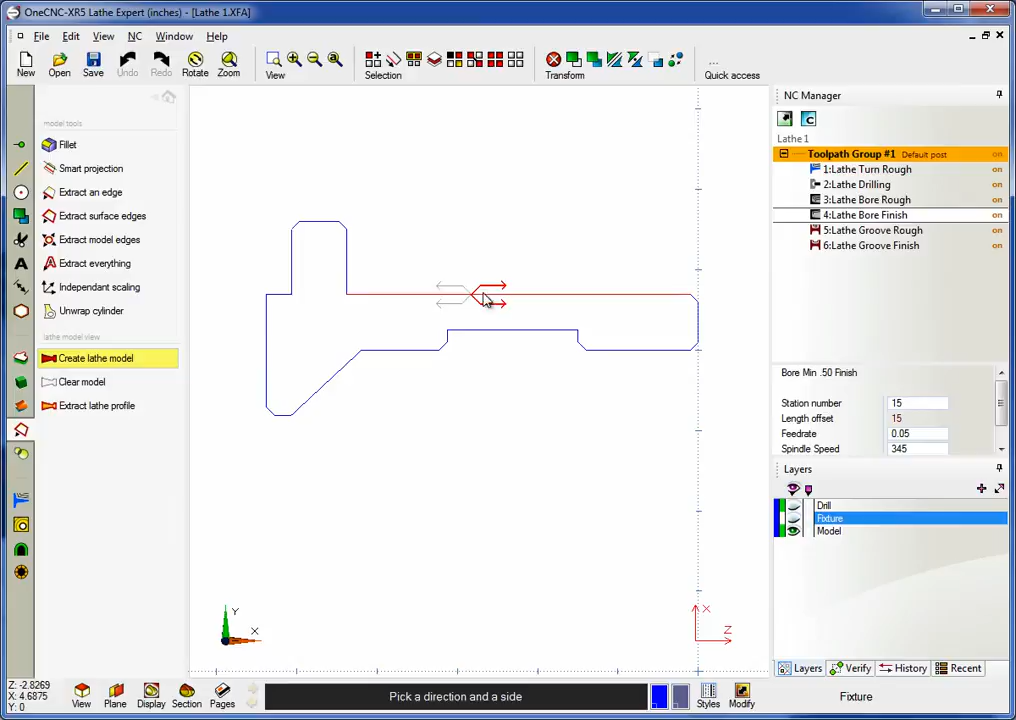 OneCNC-XR5 Lathe Expert (inches) - [Lathe 1.XFA]
File Edit View NC Window Help
New Open Save Undo Redo Rotate Zoom View Selection Transform ... Quick access
model tools
Fillet
Smart projection
Extract an edge
Extract surface edges
Extract model edges
Extract everything
Independant scaling
Unwrap cylinder
lathe model view
Create lathe model
Clear model
Extract lathe profile
A
Y
X
X
Z
NC Manager
C
Lathe 1
Toolpath Group #1 Default post on
1:Lathe Turn Rough on
2:Lathe Drilling on
3:Lathe Bore Rough on
4:Lathe Bore Finish on
5:Lathe Groove Rough on
6:Lathe Groove Finish on
Bore Min .50 Finish
Station number 15
Length offset 15
Feedrate 0.05
Spindle Speed 345
Layers
Drill
Fixture
Model
Layers Verify History Recent
Z: -2.8269
X: 4.6875
Y: 0
View Plane Display Section Pages
Pick a direction and a side
Styles Modify
Fixture